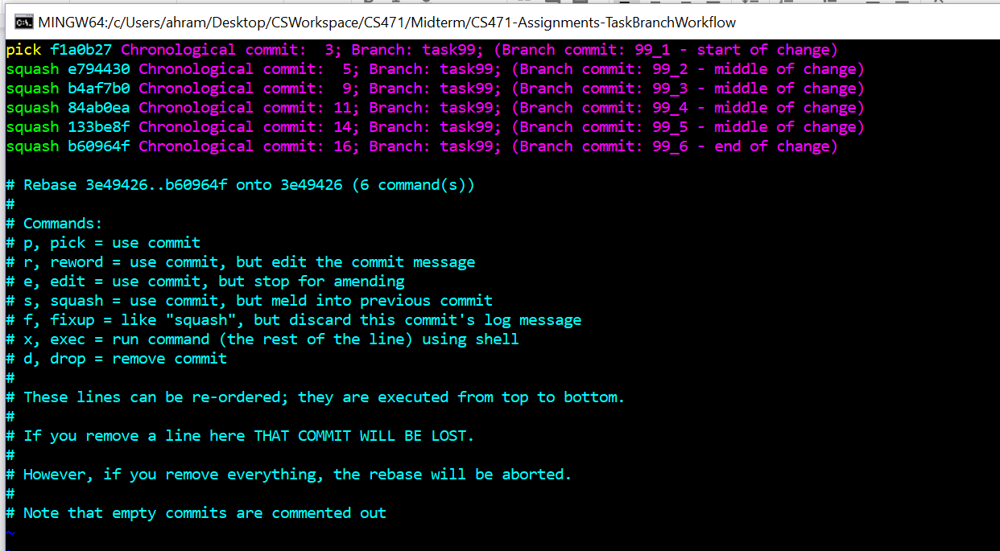 MINGW64:/c/Users/ahram/Desktop/CSWorkspace/CS471/Midterm/CS471-Assignments-TaskBranchWorkflow
pick f1a0b27 Chronological commit:  3; Branch: task99; (Branch commit: 99_1 - start of change)
squash e794430 Chronological commit:  5; Branch: task99; (Branch commit: 99_2 - middle of change)
squash b4af7b0 Chronological commit:  9; Branch: task99; (Branch commit: 99_3 - middle of change)
squash 84ab0ea Chronological commit: 11; Branch: task99; (Branch commit: 99_4 - middle of change)
squash 133be8f Chronological commit: 14; Branch: task99; (Branch commit: 99_5 - middle of change)
squash b60964f Chronological commit: 16; Branch: task99; (Branch commit: 99_6 - end of change)
# Rebase 3e49426..b60964f onto 3e49426 (6 command(s))
#
# Commands:
# p, pick = use commit
# r, reword = use commit, but edit the commit message
# e, edit = use commit, but stop for amending
# s, squash = use commit, but meld into previous commit
# f, fixup = like "squash", but discard this commit's log message
# x, exec = run command (the rest of the line) using shell
# d, drop = remove commit
#
# These lines can be re-ordered; they are executed from top to bottom.
#
# If you remove a line here THAT COMMIT WILL BE LOST.
#
# However, if you remove everything, the rebase will be aborted.
#
# Note that empty commits are commented out
~